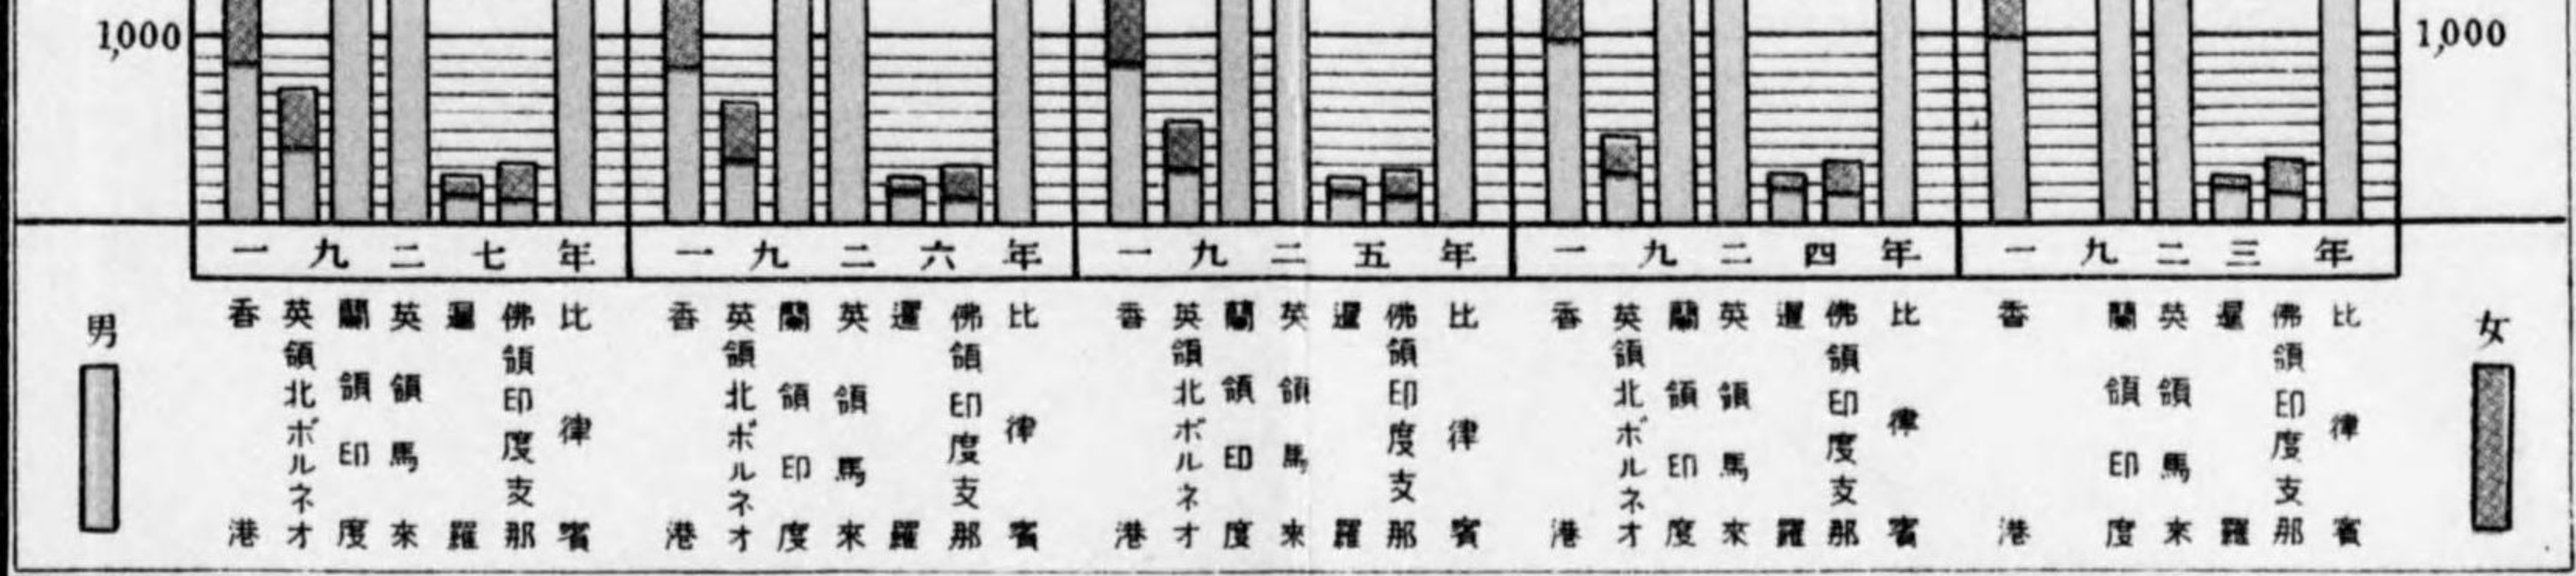 1,000
1,000
一九二七年
一九二六年
一九二五年
一九二四年
一九二三年
男
香港
英領北ボルネオ
蘭領印度
英領馬來
暹羅
佛領印度支那
比律賓
香港
英領北ボルネオ
蘭領印度
英領馬來
暹羅
佛領印度支那
比律賓
香港
英領北ボルネオ
蘭領印度
英領馬來
暹羅
佛領印度支那
比律賓
香港
英領北ボルネオ
蘭領印度
英領馬來
暹羅
佛領印度支那
比律賓
香港
蘭領印度
英領馬來
暹羅
佛領印度支那
比律賓
女